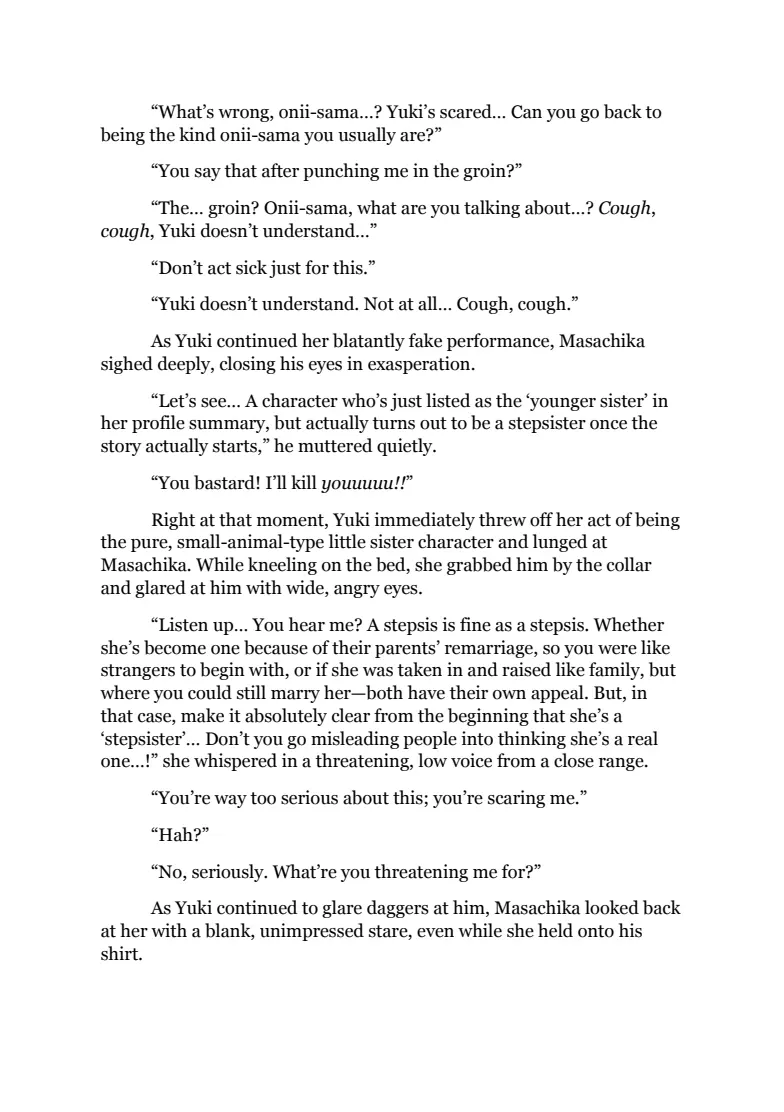 “What’s wrong, onii-sama...? Yuki’s scared... Can you go back to
being the kind onii-sama you usually are?”
“You say that after punching me in the groin?”
“The... groin? Onii-sama, what are you talking about...? Cough,
cough, Yuki doesn’t understand...”
“Don’t act sick just for this.”
“Yuki doesn’t understand. Not at all... Cough, cough.”
As Yuki continued her blatantly fake performance, Masachika
sighed deeply, closing his eyes in exasperation.
“Let’s see... A character who’s just listed as the ‘younger sister’ in
her profile summary, but actually turns out to be a stepsister once the
story actually starts,” he muttered quietly.
“You bastard! I’ll kill youuuuu!!”
Right at that moment, Yuki immediately threw off her act of being
the pure, small-animal-type little sister character and lunged at
Masachika. While kneeling on the bed, she grabbed him by the collar
and glared at him with wide, angry eyes.
“Listen up... You hear me? A stepsis is fine as a stepsis. Whether
she’s become one because of their parents’ remarriage, so you were like
strangers to begin with, or if she was taken in and raised like family, but
where you could still marry her—both have their own appeal. But, in
that case, make it absolutely clear from the beginning that she’s a
‘stepsister’... Don’t you go misleading people into thinking she’s a real
one...!” she whispered in a threatening, low voice from a close range.
“You’re way too serious about this; you’re scaring me.”
“Hah?”
“No, seriously. What’re you threatening me for?”
As Yuki continued to glare daggers at him, Masachika looked back
at her with a blank, unimpressed stare, even while she held onto his
shirt.